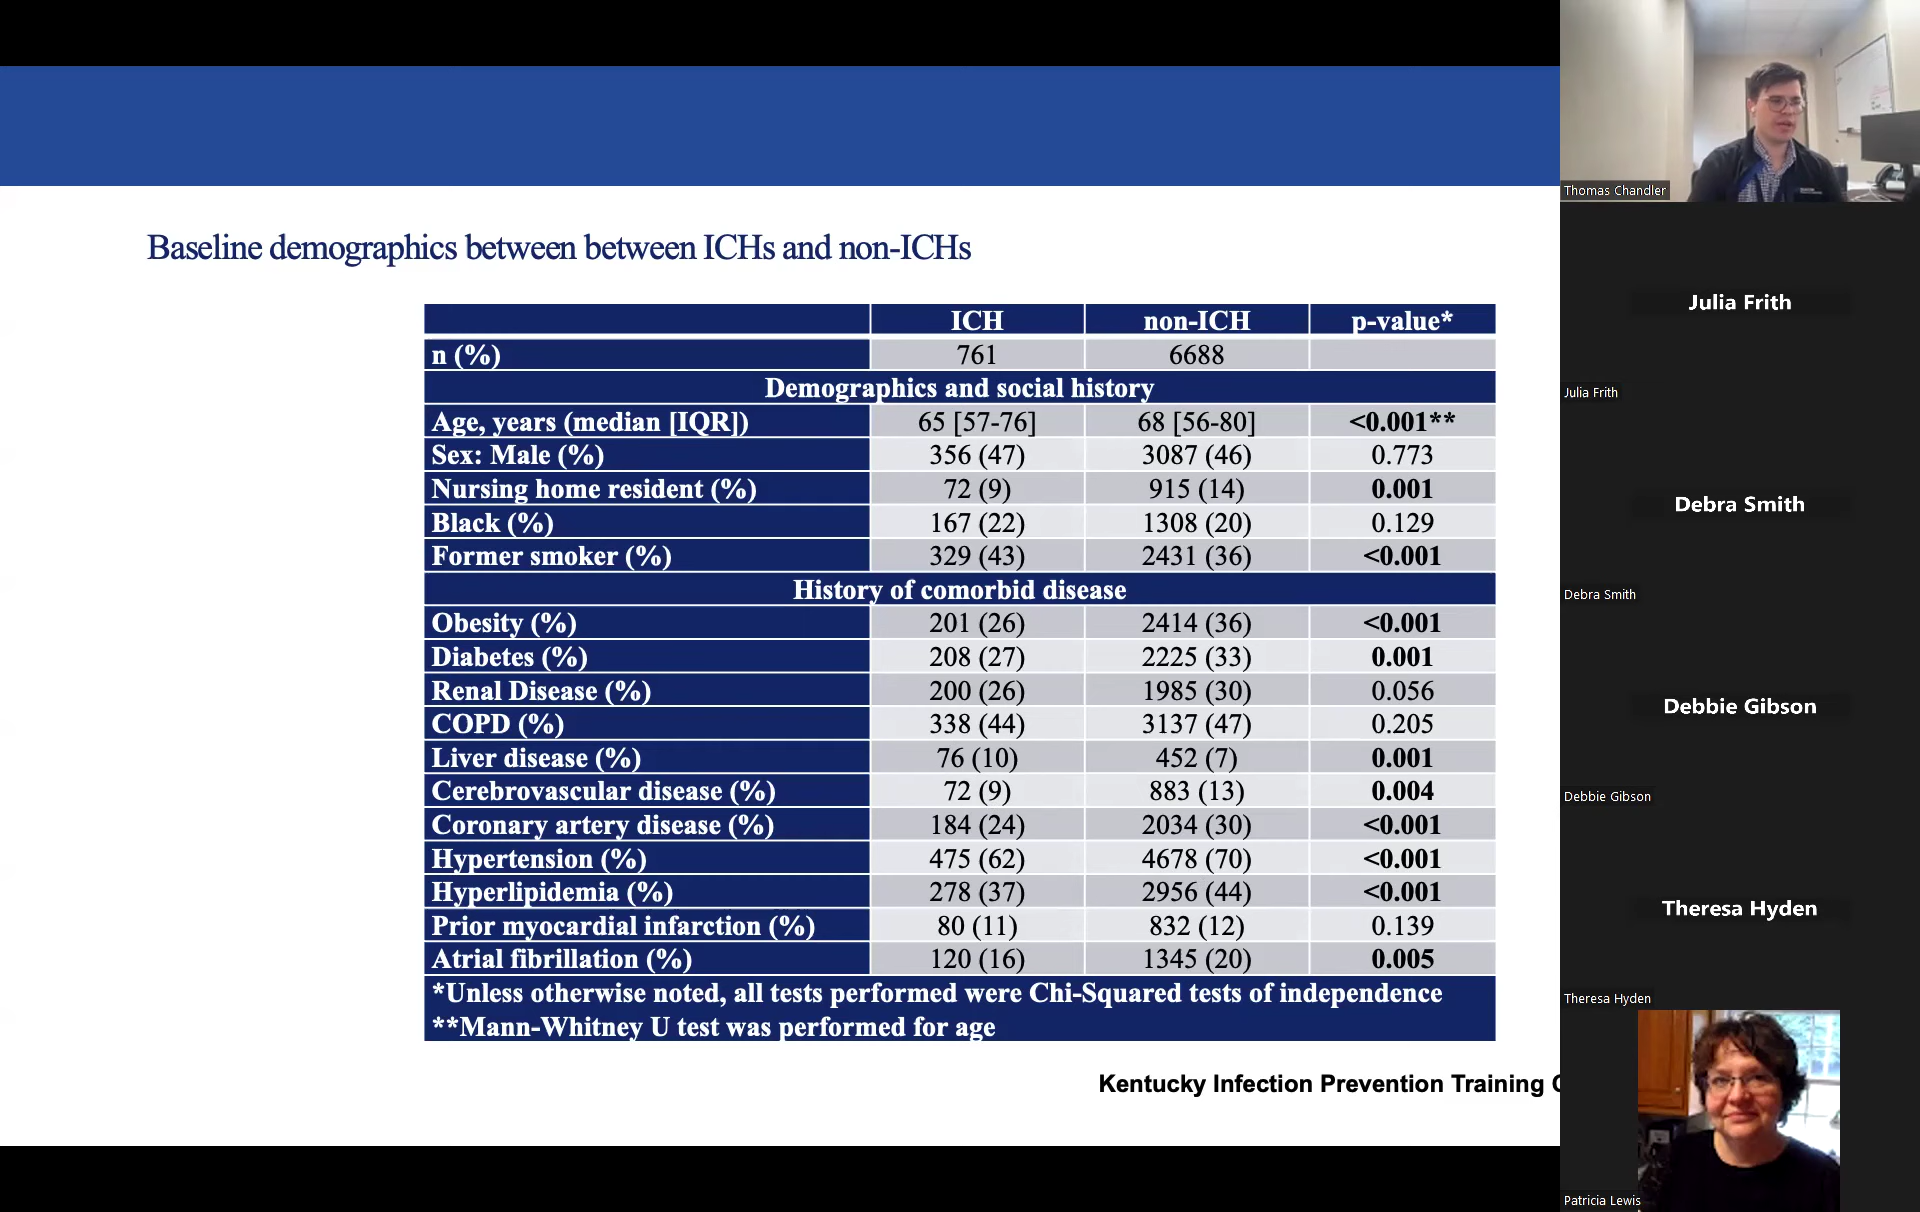 Baseline demographics between between ICHs and non-ICHs
ICH non-ICH p-value*
n (%) 761 6688
Demographics and social history
Age, years (median [IQR]) 65 [57-76] 68 [56-80] <0.001**
Sex: Male (%) 356 (47) 3087 (46) 0.773
Nursing home resident (%) 72 (9) 915 (14) 0.001
Black (%) 167 (22) 1308 (20) 0.129
Former smoker (%) 329 (43) 2431 (36) <0.001
History of comorbid disease
Obesity (%) 201 (26) 2414 (36) <0.001
Diabetes (%) 208 (27) 2225 (33) 0.001
Renal Disease (%) 200 (26) 1985 (30) 0.056
COPD (%) 338 (44) 3137 (47) 0.205
Liver disease (%) 76 (10) 452 (7) 0.001
Cerebrovascular disease (%) 72 (9) 883 (13) 0.004
Coronary artery disease (%) 184 (24) 2034 (30) <0.001
Hypertension (%) 475 (62) 4678 (70) <0.001
Hyperlipidemia (%) 278 (37) 2956 (44) <0.001
Prior myocardial infarction (%) 80 (11) 832 (12) 0.139
Atrial fibrillation (%) 120 (16) 1345 (20) 0.005
*Unless otherwise noted, all tests performed were Chi-Squared tests of independence
**Mann-Whitney U test was performed for age
Kentucky Infection Prevention Training
Thomas Chandler
Julia Frith
Julia Frith
Debra Smith
Debra Smith
Debbie Gibson
Debbie Gibson
Theresa Hyden
Theresa Hyden
Patricia Lewis